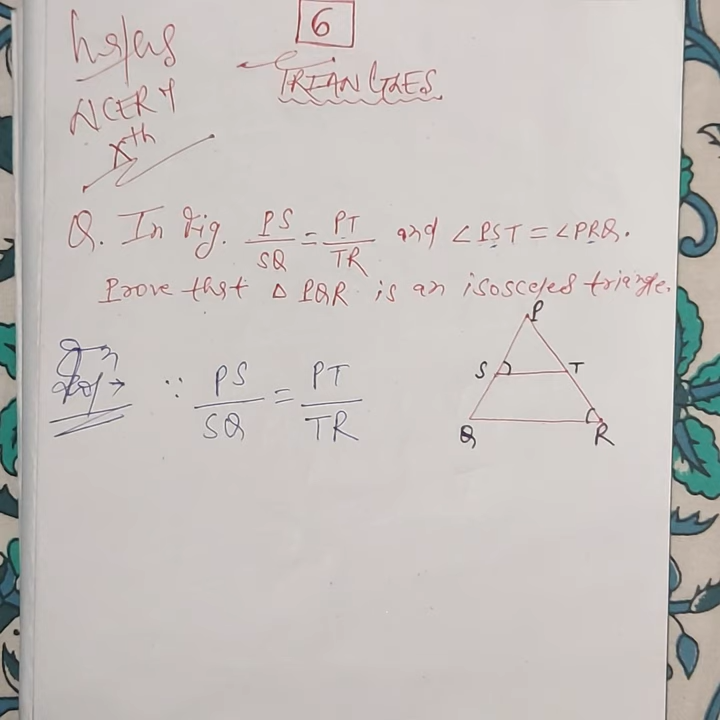 6
TRIANGLES
NCERT
Xth
Q. In Fig. PS/SQ = PT/TR and ∠PST = ∠PRQ.
Prove that △ PQR is an isosceles triangle.
∵ PS/SQ = PT/TR
P
S T
Q R